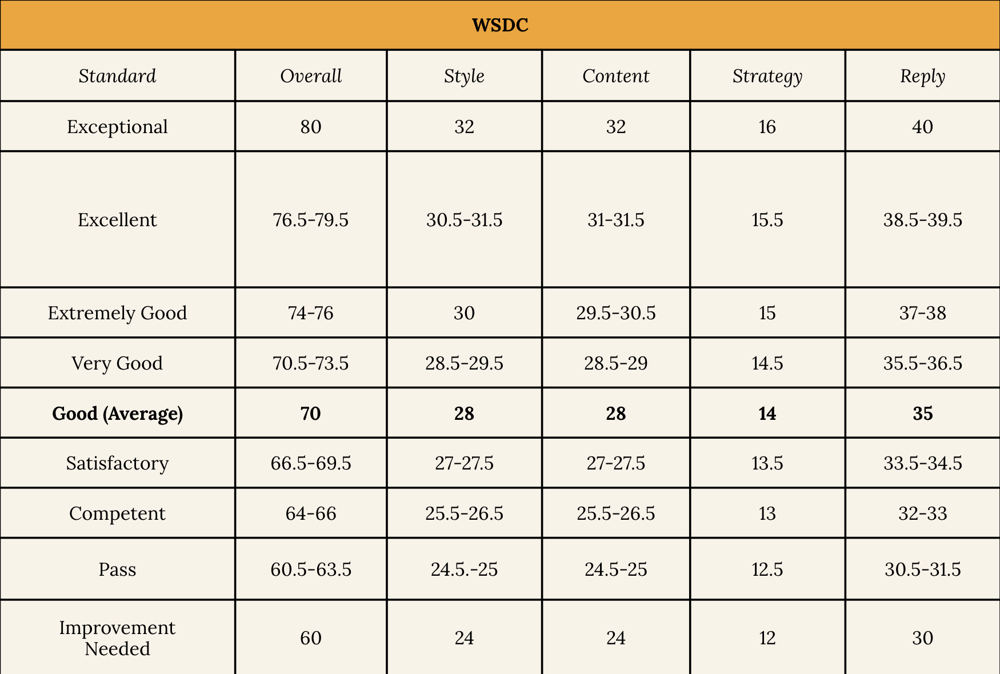 WSDC
Standard Overall Style Content Strategy Reply
Exceptional 80 32 32 16 40
Excellent 76.5-79.5 30.5-31.5 31-31.5 15.5 38.5-39.5
Extremely Good 74-76 30 29.5-30.5 15 37-38
Very Good 70.5-73.5 28.5-29.5 28.5-29 14.5 35.5-36.5
Good (Average) 70 28 28 14 35
Satisfactory 66.5-69.5 27-27.5 27-27.5 13.5 33.5-34.5
Competent 64-66 25.5-26.5 25.5-26.5 13 32-33
Pass 60.5-63.5 24.5.-25 24.5-25 12.5 30.5-31.5
Improvement
Needed 60 24 24 12 30